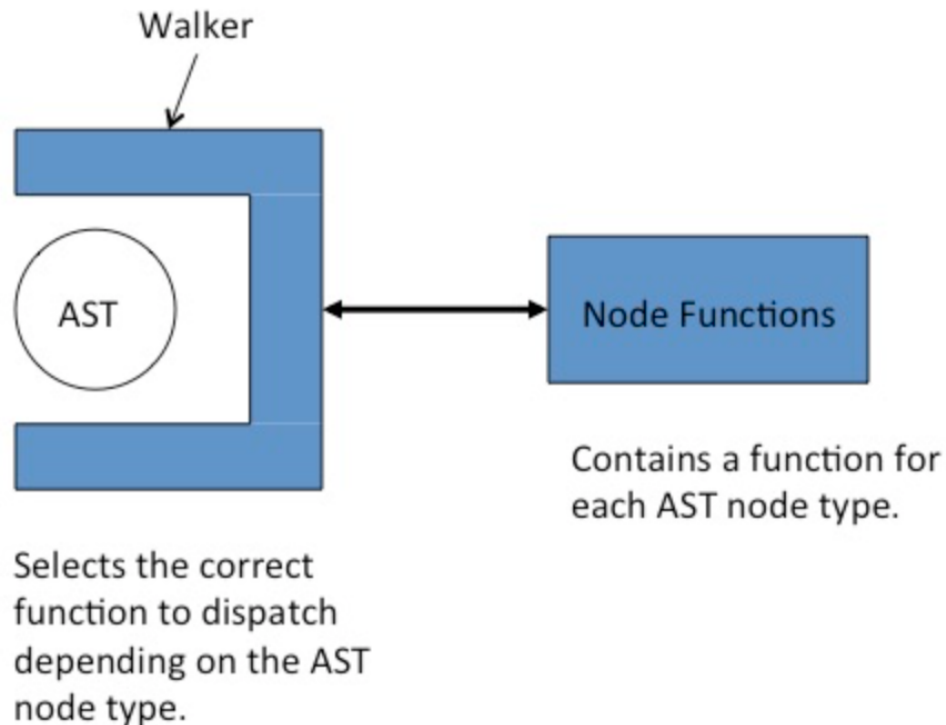 Walker
AST
Node Functions
Contains a function for
each AST node type.
Selects the correct
function to dispatch
depending on the AST
node type.